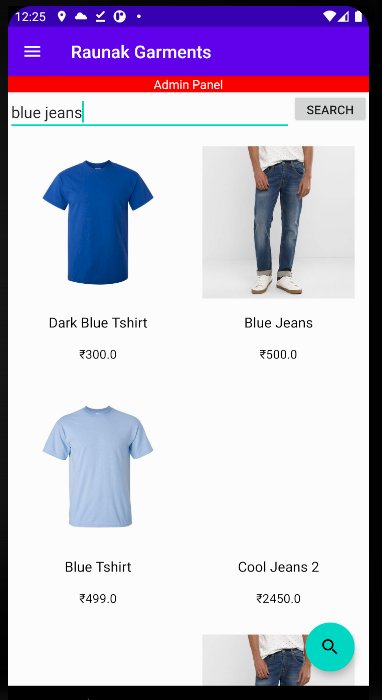 12:25
Raunak Garments
Admin Panel
blue jeans
SEARCH
Dark Blue Tshirt
Blue Jeans
₹300.0
₹500.0
Blue Tshirt
Cool Jeans 2
₹499.0
₹2450.0